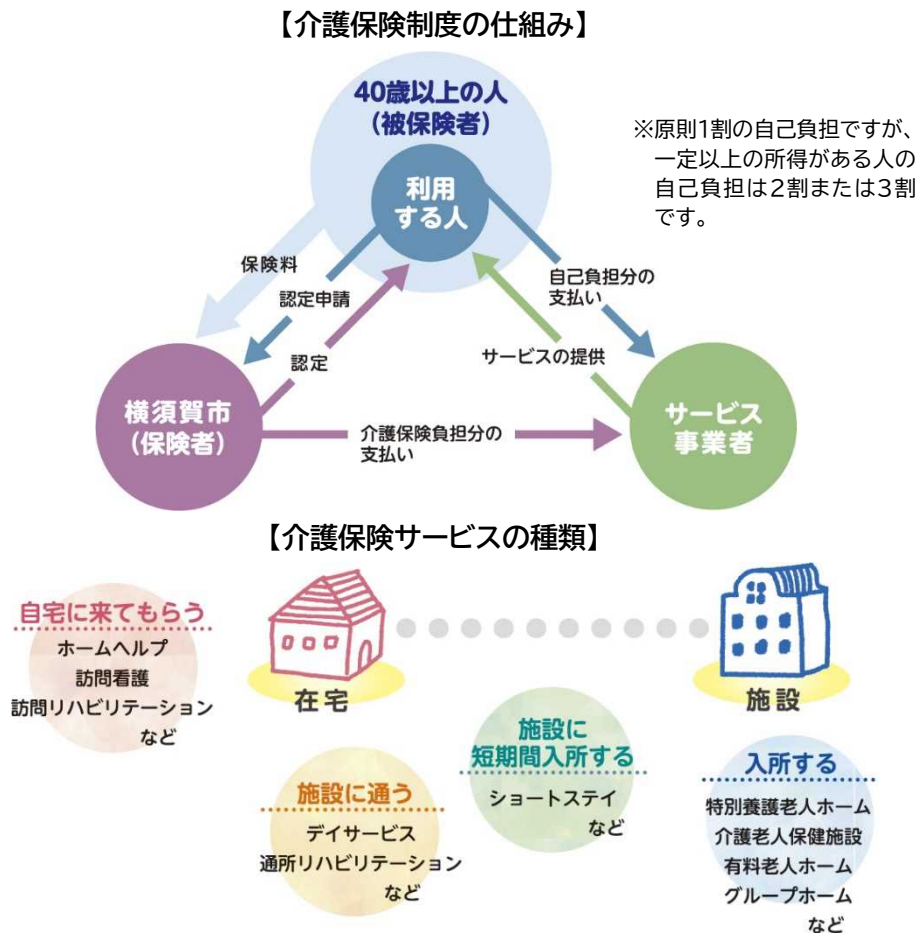 【介護保険制度の仕組み】
40歳以上の人
（被保険者）
利用
する人
※原則1割の自己負担ですが、
一定以上の所得がある人の
自己負担は2割または3割
です。
保険料
認定申請
認定
自己負担分の
支払い
サービスの提供
横須賀市
（保険者）
介護保険負担分の
支払い
サービス
事業者
【介護保険サービスの種類】
自宅に来てもらう
ホームヘルプ
訪問看護
訪問リハビリテーション
など
在宅
施設
施設に通う
デイサービス
通所リハビリテーション
など
施設に
短期間入所する
ショートステイ
など
入所する
特別養護老人ホーム
介護老人保健施設
有料老人ホーム
グループホーム
など